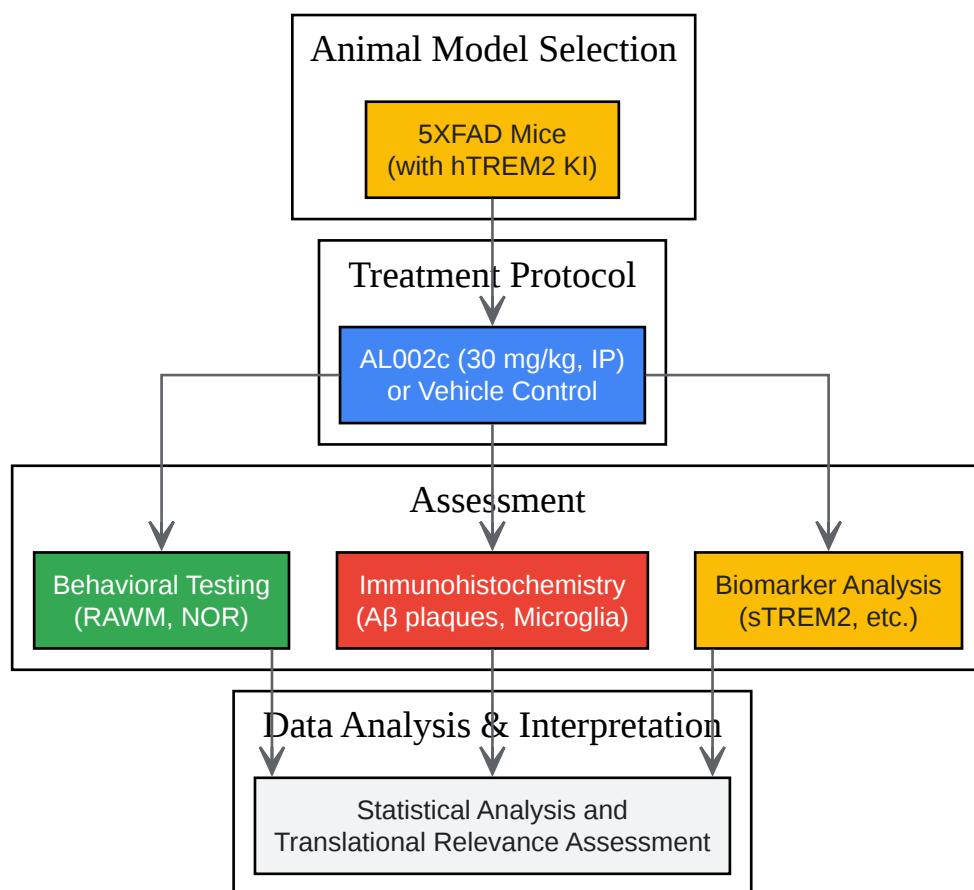 Animal Model Selection
5XFAD Mice
(with hTREM2 KI)
Treatment Protocol
AL002c (30 mg/kg, IP)
or Vehicle Control
Assessment
Behavioral Testing
(RAWM, NOR)
Immunohistochemistry
(Aβ plaques, Microglia)
Biomarker Analysis
(sTREM2, etc.)
Data Analysis & Interpretation
Statistical Analysis and
Translational Relevance Assessment